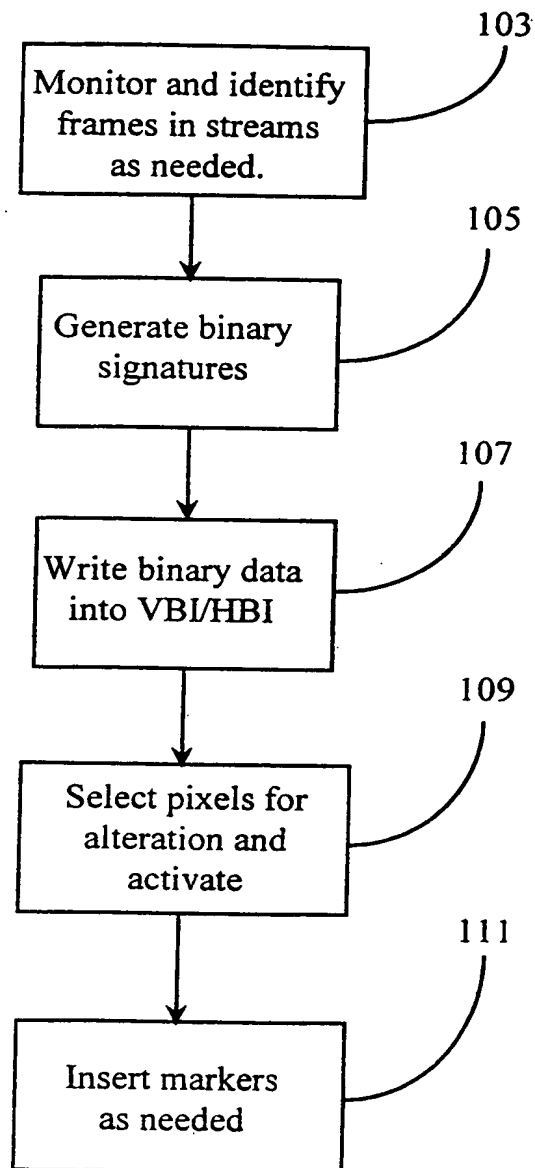 103
Monitor and identify
frames in streams
as needed.
105
Generate binary
signatures
107
Write binary data
into VBI/HBI
109
Select pixels for
alteration and
activate
111
Insert markers
as needed